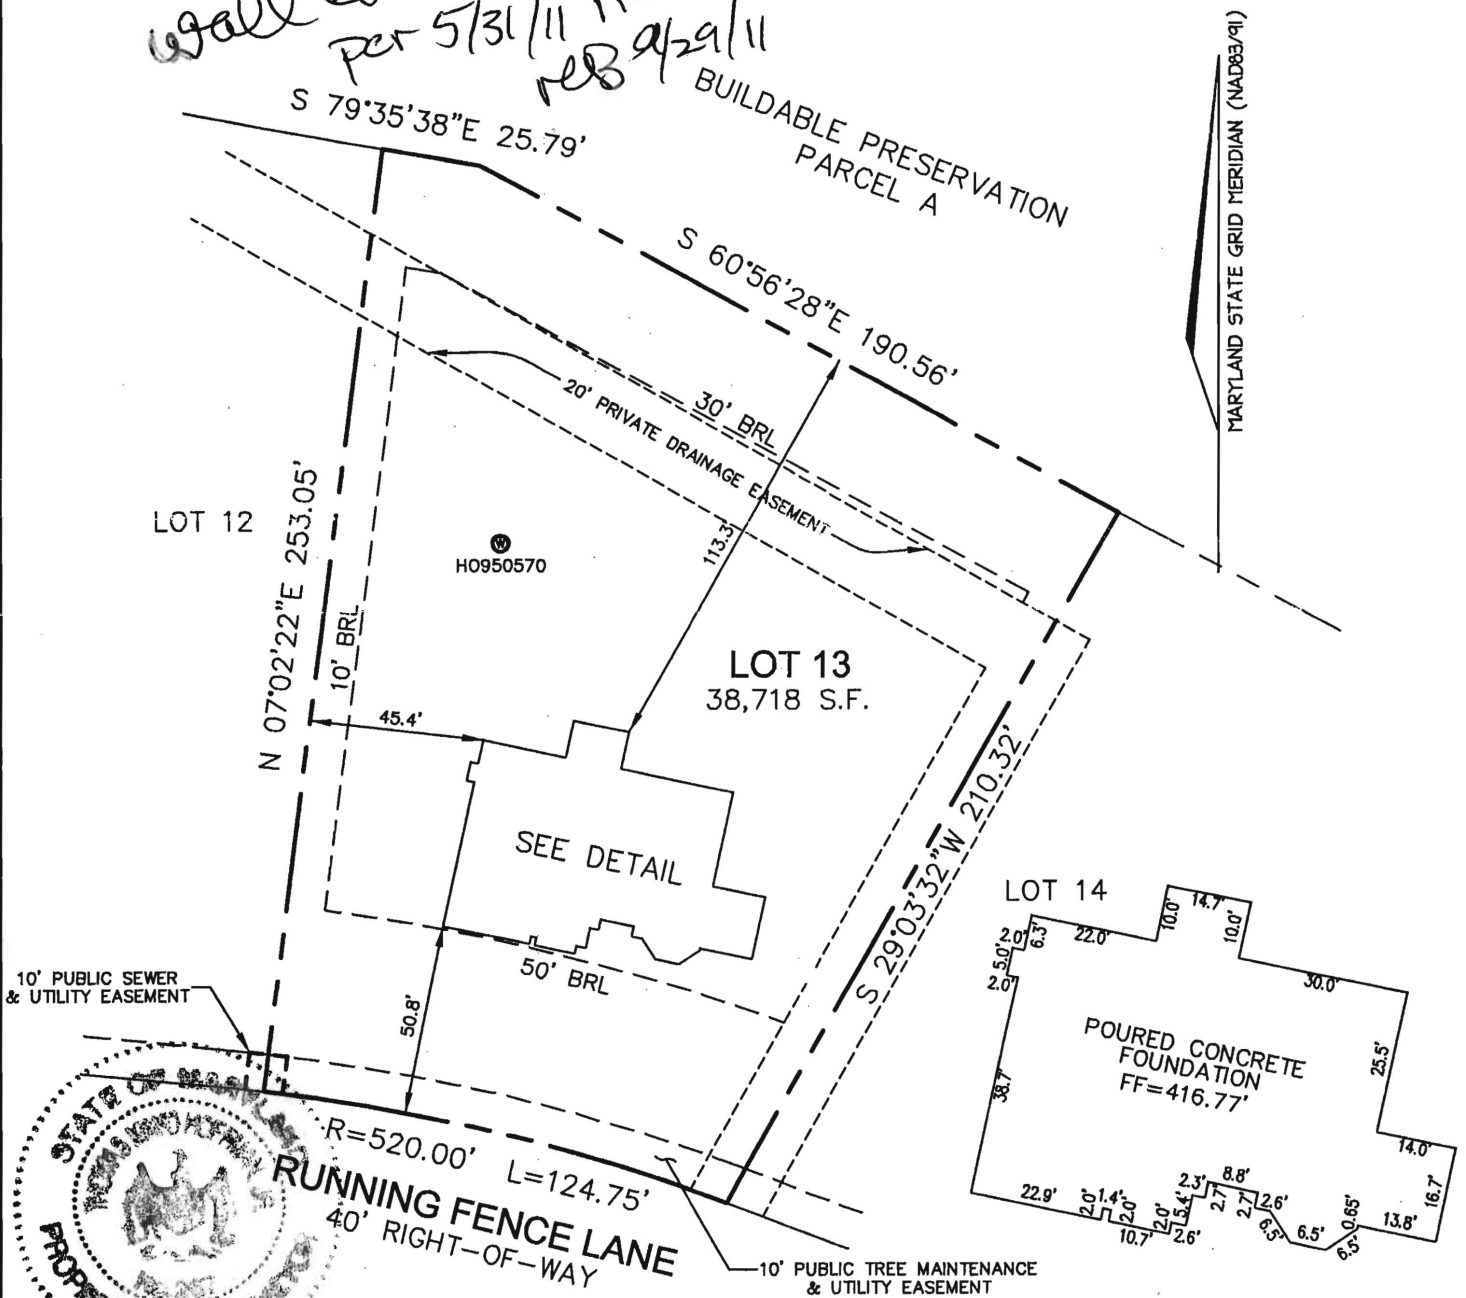 wall
per 5/31/11
reB 9/29/11
S 79°35'38"E 25.79'
BUILDABLE PRESERVATION
PARCEL A
MARYLAND STATE GRID MERIDIAN (NAD83/91)
S 60°56'28"E 190.56'
30' BRL
20' PRIVATE DRAINAGE EASEMENT
LOT 12
N 07°02'22"E 253.05'
10' BRL
W
HO950570
113.3'
LOT 13
38,718 S.F.
45.4'
SEE DETAIL
S 29°03'32"W 210.32'
50' BRL
50.8'
10' PUBLIC SEWER
& UTILITY EASEMENT
LOT 14
14.7'
10.0'
10.0'
22.0'
6.3'
2.0'
5.0'
2.0'
30.0'
POURED CONCRETE
FOUNDATION
FF=416.77'
25.5'
38.7'
14.0'
16.7'
22.9'
2.0'
1.4'
2.0'
10.7'
2.0'
2.6'
5.4'
2.3'
2.7'
8.8'
2.7'
2.6'
6.5'
6.5'
6.5'
0.65'
13.8'
R=520.00' L=124.75'
RUNNING FENCE LANE
40' RIGHT-OF-WAY
10' PUBLIC TREE MAINTENANCE
& UTILITY EASEMENT
STATE OF MARYLAND